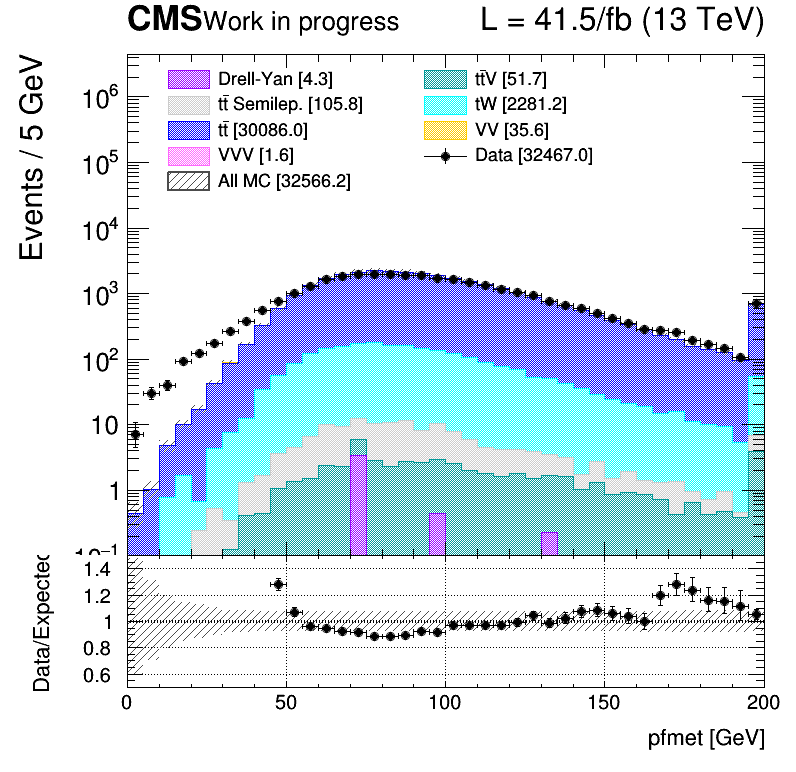 CMS Work in progress L = 41.5/fb (13 TeV)
Events / 5 GeV
Drell-Yan [4.3]
tt̄ Semilep. [105.8]
tt̄ [30086.0]
VVV [1.6]
All MC [32566.2]
tt̄V [51.7]
tW [2281.2]
VV [35.6]
Data [32467.0]
10⁶
10⁵
10⁴
10³
10²
10
1
10⁻¹
Data/Expected
1.4
1.2
1
0.8
0.6
0 50 100 150 200
pfmet [GeV]